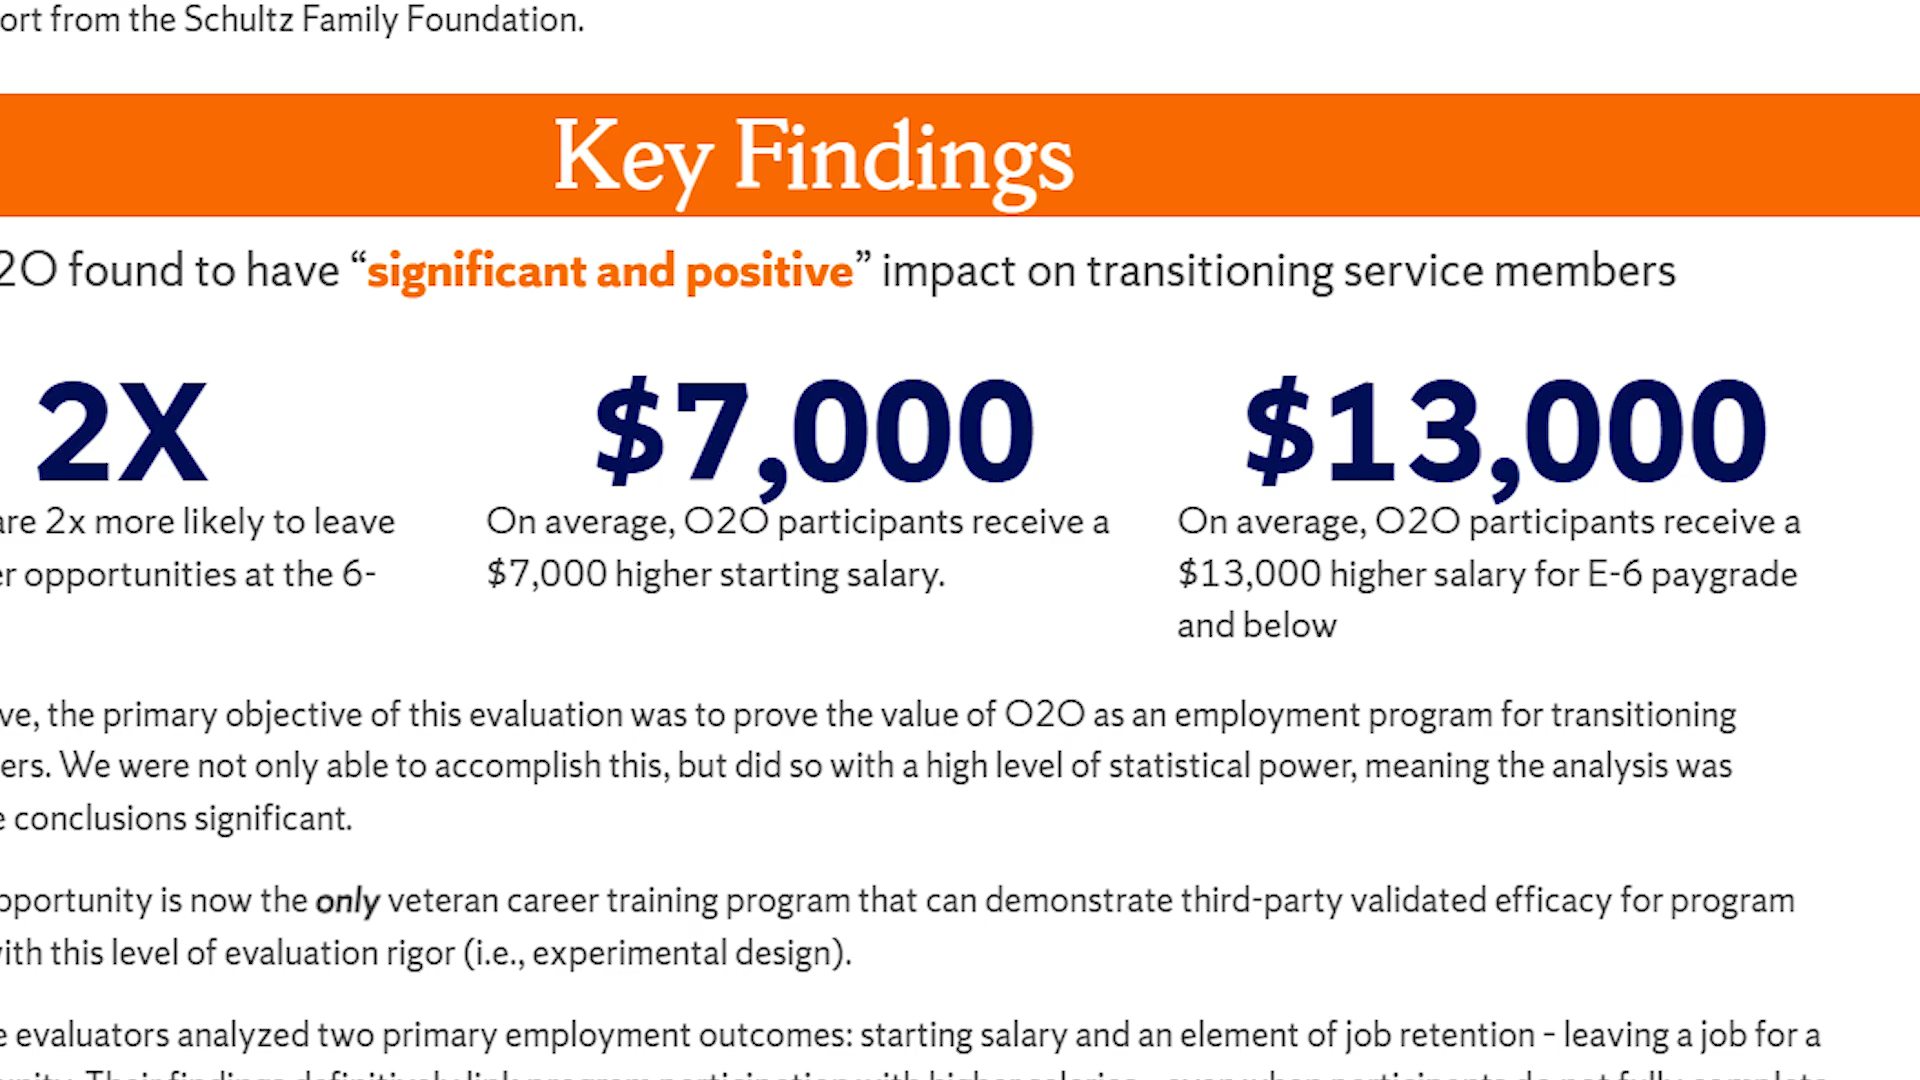 ort from the Schultz Family Foundation.
Key Findings
2O found to have “significant and positive” impact on transitioning service members
2X
are 2x more likely to leave
er opportunities at the 6-
$7,000
On average, O2O participants receive a
$7,000 higher starting salary.
$13,000
On average, O2O participants receive a
$13,000 higher salary for E-6 paygrade
and below
ve, the primary objective of this evaluation was to prove the value of O2O as an employment program for transitioning
ers. We were not only able to accomplish this, but did so with a high level of statistical power, meaning the analysis was
e conclusions significant.
pportunity is now the only veteran career training program that can demonstrate third-party validated efficacy for program
with this level of evaluation rigor (i.e., experimental design).
e evaluators analyzed two primary employment outcomes: starting salary and an element of job retention - leaving a job for a